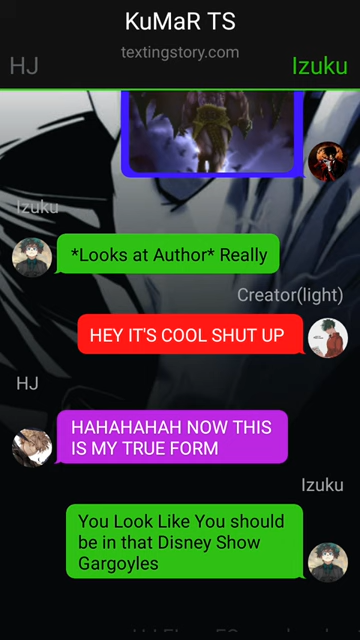 KuMaR TS
textingstory.com
HJ
Izuku
Izuku
*Looks at Author* Really
Creator(light)
HEY IT'S COOL SHUT UP
HJ
HAHAHAHAH NOW THIS
IS MY TRUE FORM
Izuku
You Look Like You should
be in that Disney Show
Gargoyles